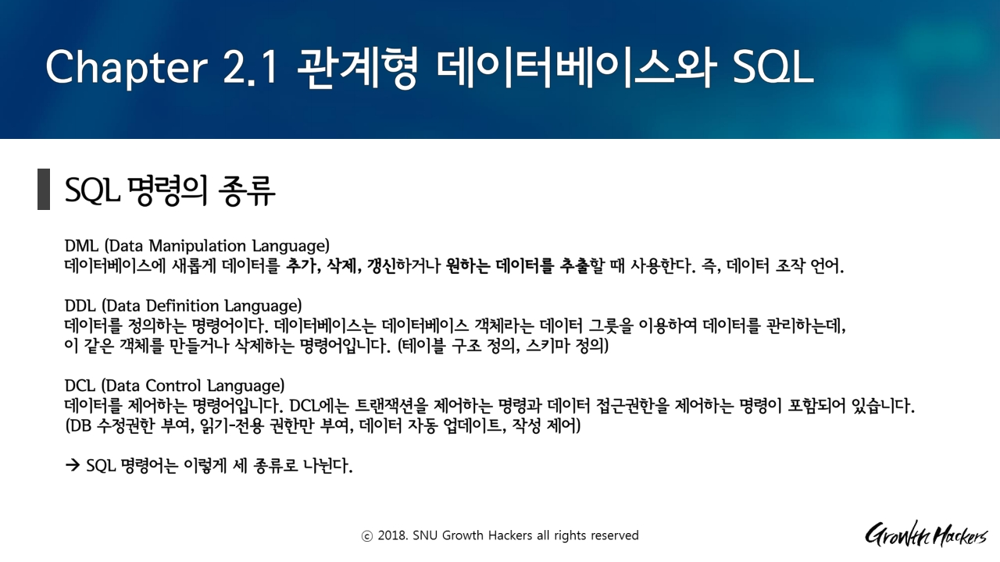 Chapter 2.1 관계형 데이터베이스와 SQL
SQL 명령의 종류
DML (Data Manipulation Language)
데이터베이스에 새롭게 데이터를 추가, 삭제, 갱신하거나 원하는 데이터를 추출할 때 사용한다. 즉, 데이터 조작 언어.
DDL (Data Definition Language)
데이터를 정의하는 명령어이다. 데이터베이스는 데이터베이스 객체라는 데이터 그릇을 이용하여 데이터를 관리하는데,
이 같은 객체를 만들거나 삭제하는 명령어입니다. (테이블 구조 정의, 스키마 정의)
DCL (Data Control Language)
데이터를 제어하는 명령어입니다. DCL에는 트랜잭션을 제어하는 명령과 데이터 접근권한을 제어하는 명령이 포함되어 있습니다.
(DB 수정권한 부여, 읽기-전용 권한만 부여, 데이터 자동 업데이트, 작성 제어)
→ SQL 명령어는 이렇게 세 종류로 나뉜다.
ⓒ 2018. SNU Growth Hackers all rights reserved
Growth Hackers